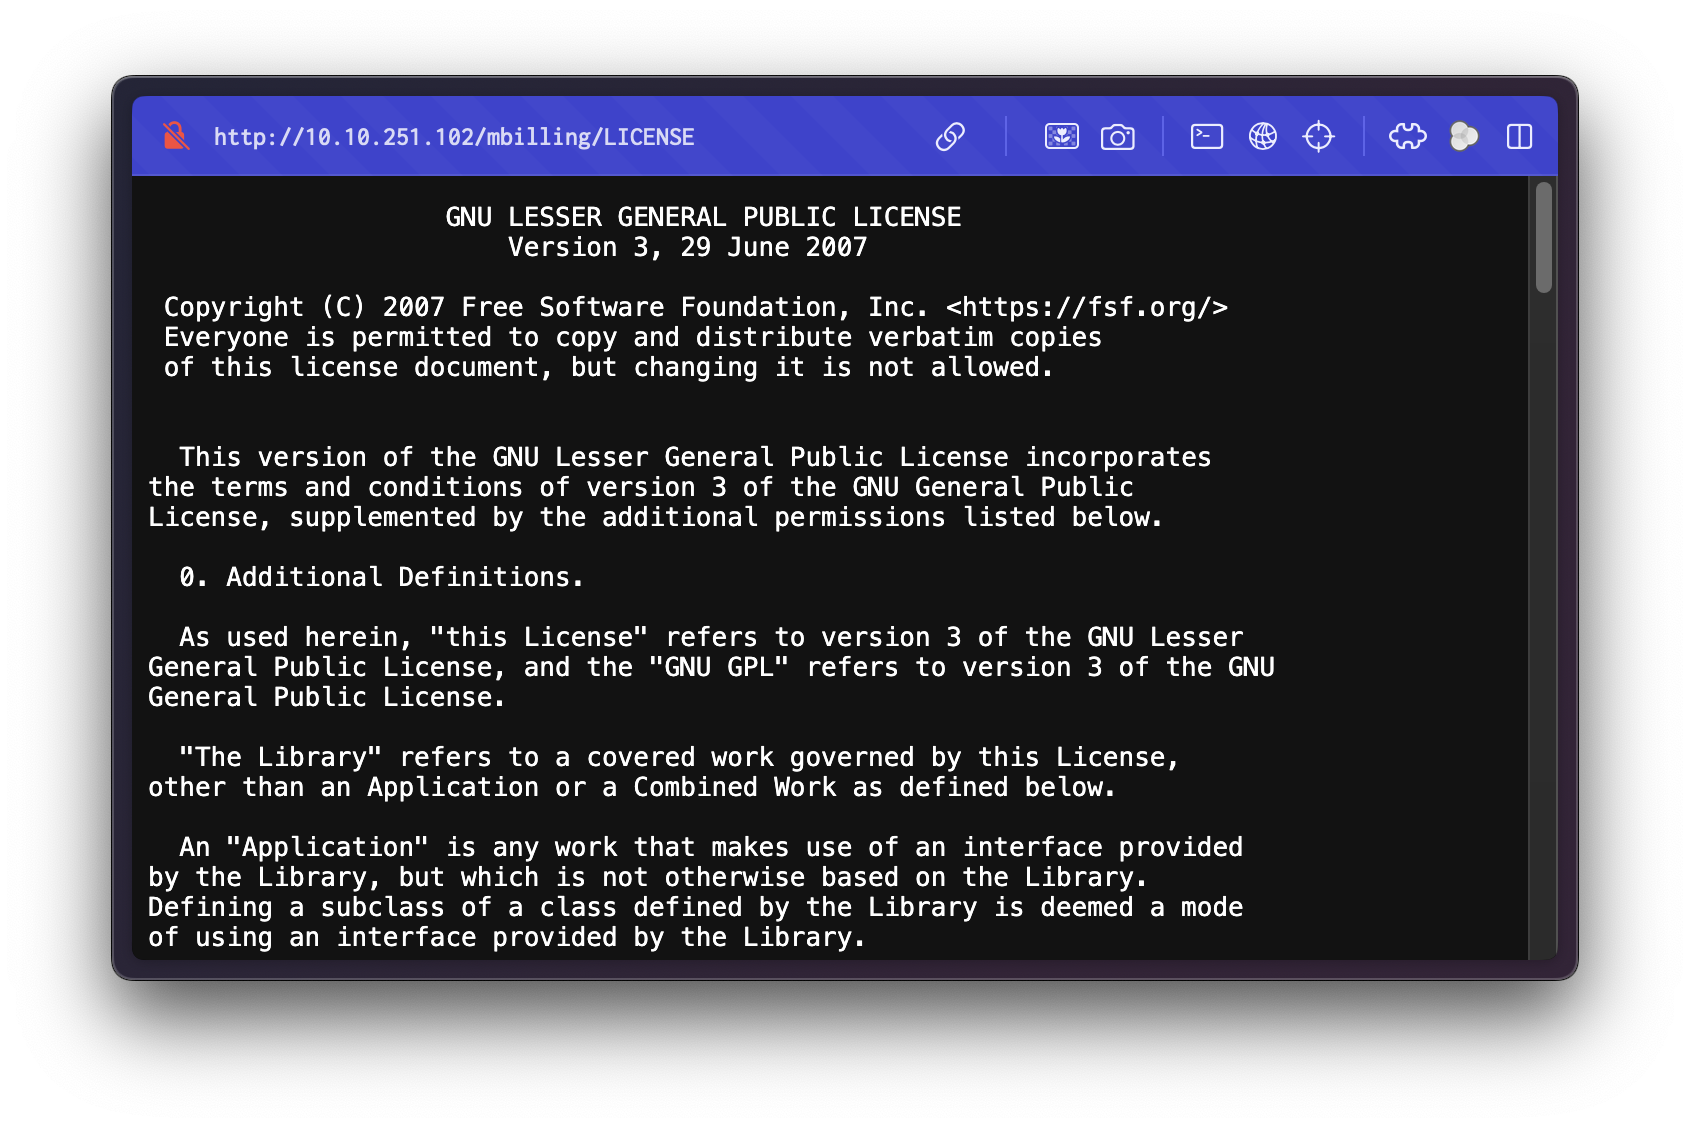 http://10.10.251.102/mbilling/LICENSE
GNU LESSER GENERAL PUBLIC LICENSE
Version 3, 29 June 2007
Copyright (C) 2007 Free Software Foundation, Inc. <https://fsf.org/>
Everyone is permitted to copy and distribute verbatim copies
of this license document, but changing it is not allowed.
This version of the GNU Lesser General Public License incorporates
the terms and conditions of version 3 of the GNU General Public
License, supplemented by the additional permissions listed below.
0. Additional Definitions.
As used herein, "this License" refers to version 3 of the GNU Lesser
General Public License, and the "GNU GPL" refers to version 3 of the GNU
General Public License.
"The Library" refers to a covered work governed by this License,
other than an Application or a Combined Work as defined below.
An "Application" is any work that makes use of an interface provided
by the Library, but which is not otherwise based on the Library.
Defining a subclass of a class defined by the Library is deemed a mode
of using an interface provided by the Library.